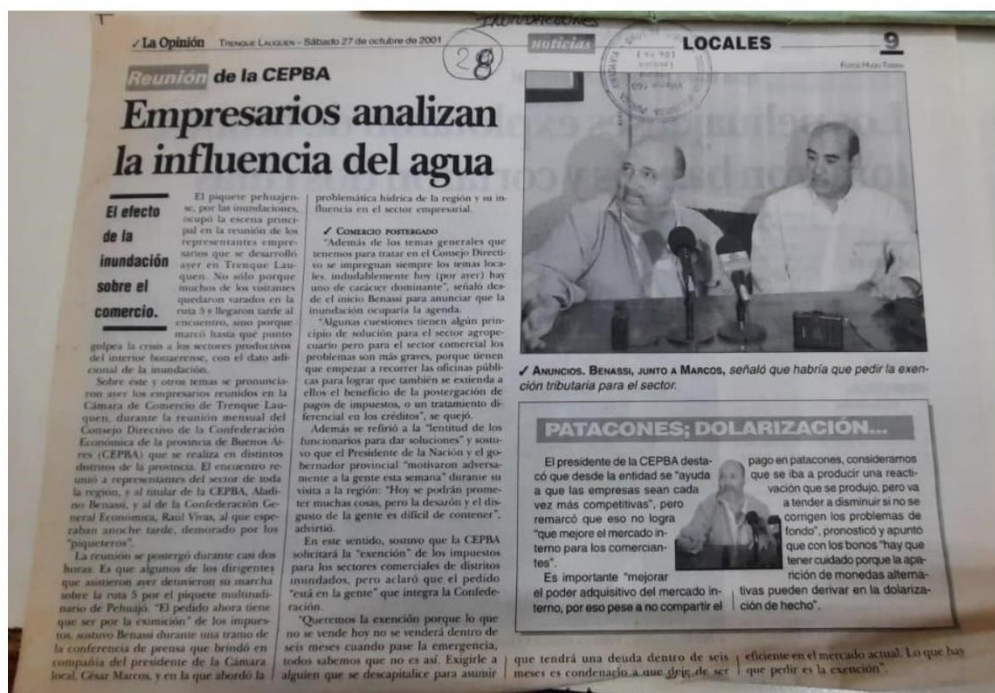 INUNDACIONES
✓ La Opinión TRENQUE LAUQUEN - Sábado 27 de octubre de 2001
28
noticias LOCALES 9
FOTOS HUGO
Reunión de la CEPBA
Empresarios analizan
la influencia del agua
El efecto
de la
inundación
sobre el
comercio.
El piquete pehuajen-
se, por las inundaciones,
ocupó la escena princi-
pal en la reunión de los
representantes empre-
sarios que se desarrolló
ayer en Trenque Lau-
quen. No sólo porque
muchos de los visitantes
quedaron varados en la
ruta 5 y llegaron tarde al
encuentro, sino porque
marcó hasta qué punto
golpea la crisis a los sectores productivos
del interior bonaerense, con el dato adi-
cional de la inundación.
Sobre éste y otros temas se pronuncia-
ron ayer los empresarios reunidos en la
Cámara de Comercio de Trenque Lau-
quen, durante la reunión mensual del
Consejo Directivo de la Confederación
Económica de la provincia de Buenos Ai-
res (CEPBA) que se realiza en distintos
distritos de la provincia. El encuentro re-
unió a representantes del sector de toda
la región, y al titular de la CEPBA, Aladi-
no Benassi, y al de la Confederación Ge-
neral Económica, Raúl Vivas, al que espe-
raban anoche tarde, demorado por los
"piqueteros".
La reunión se postergó durante casi dos
horas. Es que algunos de los dirigentes
que asistieron ayer detuvieron su marcha
sobre la ruta 5 por el piquete multitudi-
nario de Pehuajó. "El pedido ahora tiene
que ser por la eximición" de los impues-
tos, sostuvo Benassi durante una tramo de
la conferencia de prensa que brindó en
compañía del presidente de la Cámara
local, César Marcos, y en la que abordó la
problemática hídrica de la región y su in-
fluencia en el sector empresarial.
✓ COMERCIO POSTERGADO
"Además de los temas generales que
tenemos para tratar en el Consejo Directi-
vo se impregnan siempre los temas loca-
les, indudablemente hoy (por ayer) hay
uno de carácter dominante", señaló des-
de el inicio Benassi para anunciar que la
inundación ocuparía la agenda.
"Algunas cuestiones tienen algún prin-
cipio de solución para el sector agrope-
cuario pero para el sector comercial los
problemas son más graves, porque tienen
que empezar a recorrer las oficinas públi-
cas para lograr que también se extienda a
ellos el beneficio de la postergación de
pagos de impuestos, o un tratamiento di-
ferencial en los créditos", se quejó.
Además se refirió a la "lentitud de los
funcionarios para dar soluciones" y sostu-
vo que el Presidente de la Nación y el go-
bernador provincial "motivaron adversa-
mente a la gente esta semana" durante su
visita a la región: "Hoy se podrán prome-
ter muchas cosas, pero la desazón y el dis-
gusto de la gente es difícil de contener",
advirtió.
En este sentido, sostuvo que la CEPBA
solicitará la "exención" de los impuestos
para los sectores comerciales de distritos
inundados, pero aclaró que el pedido
"está en la gente" que integra la Confede-
ración.
"Queremos la exención porque lo que
no se vende hoy no se venderá dentro de
seis meses cuando pase la emergencia,
todos sabemos que no es así. Exigirle a
alguien que se descapitalice para asumir
que tendrá una deuda dentro de seis
meses es condenarlo a que deje de ser
eficiente en el mercado actual. Lo que hay
que pedir es la exención".
✓ ANUNCIOS. BENASSI, JUNTO A MARCOS, señaló que habría que pedir la exen-
ción tributaria para el sector.
PATACONES; DOLARIZACIÓN...
El presidente de la CEPBA desta-
có que desde la entidad se "ayuda
a que las empresas sean cada
vez más competitivas", pero
remarcó que eso no logra
"que mejore el mercado in-
terno para los comercian-
tes".
Es importante "mejorar
el poder adquisitivo del mercado in-
terno, por eso pese a no compartir el
pago en patacones, consideramos
que se iba a producir una reacti-
vación que se produjo, pero va
a tender a disminuir si no se
corrigen los problemas de
fondo", pronosticó y apuntó
que con los bonos "hay que
tener cuidado porque la apa-
rición de monedas alterna-
tivas pueden derivar en la dolariza-
ción de hecho".